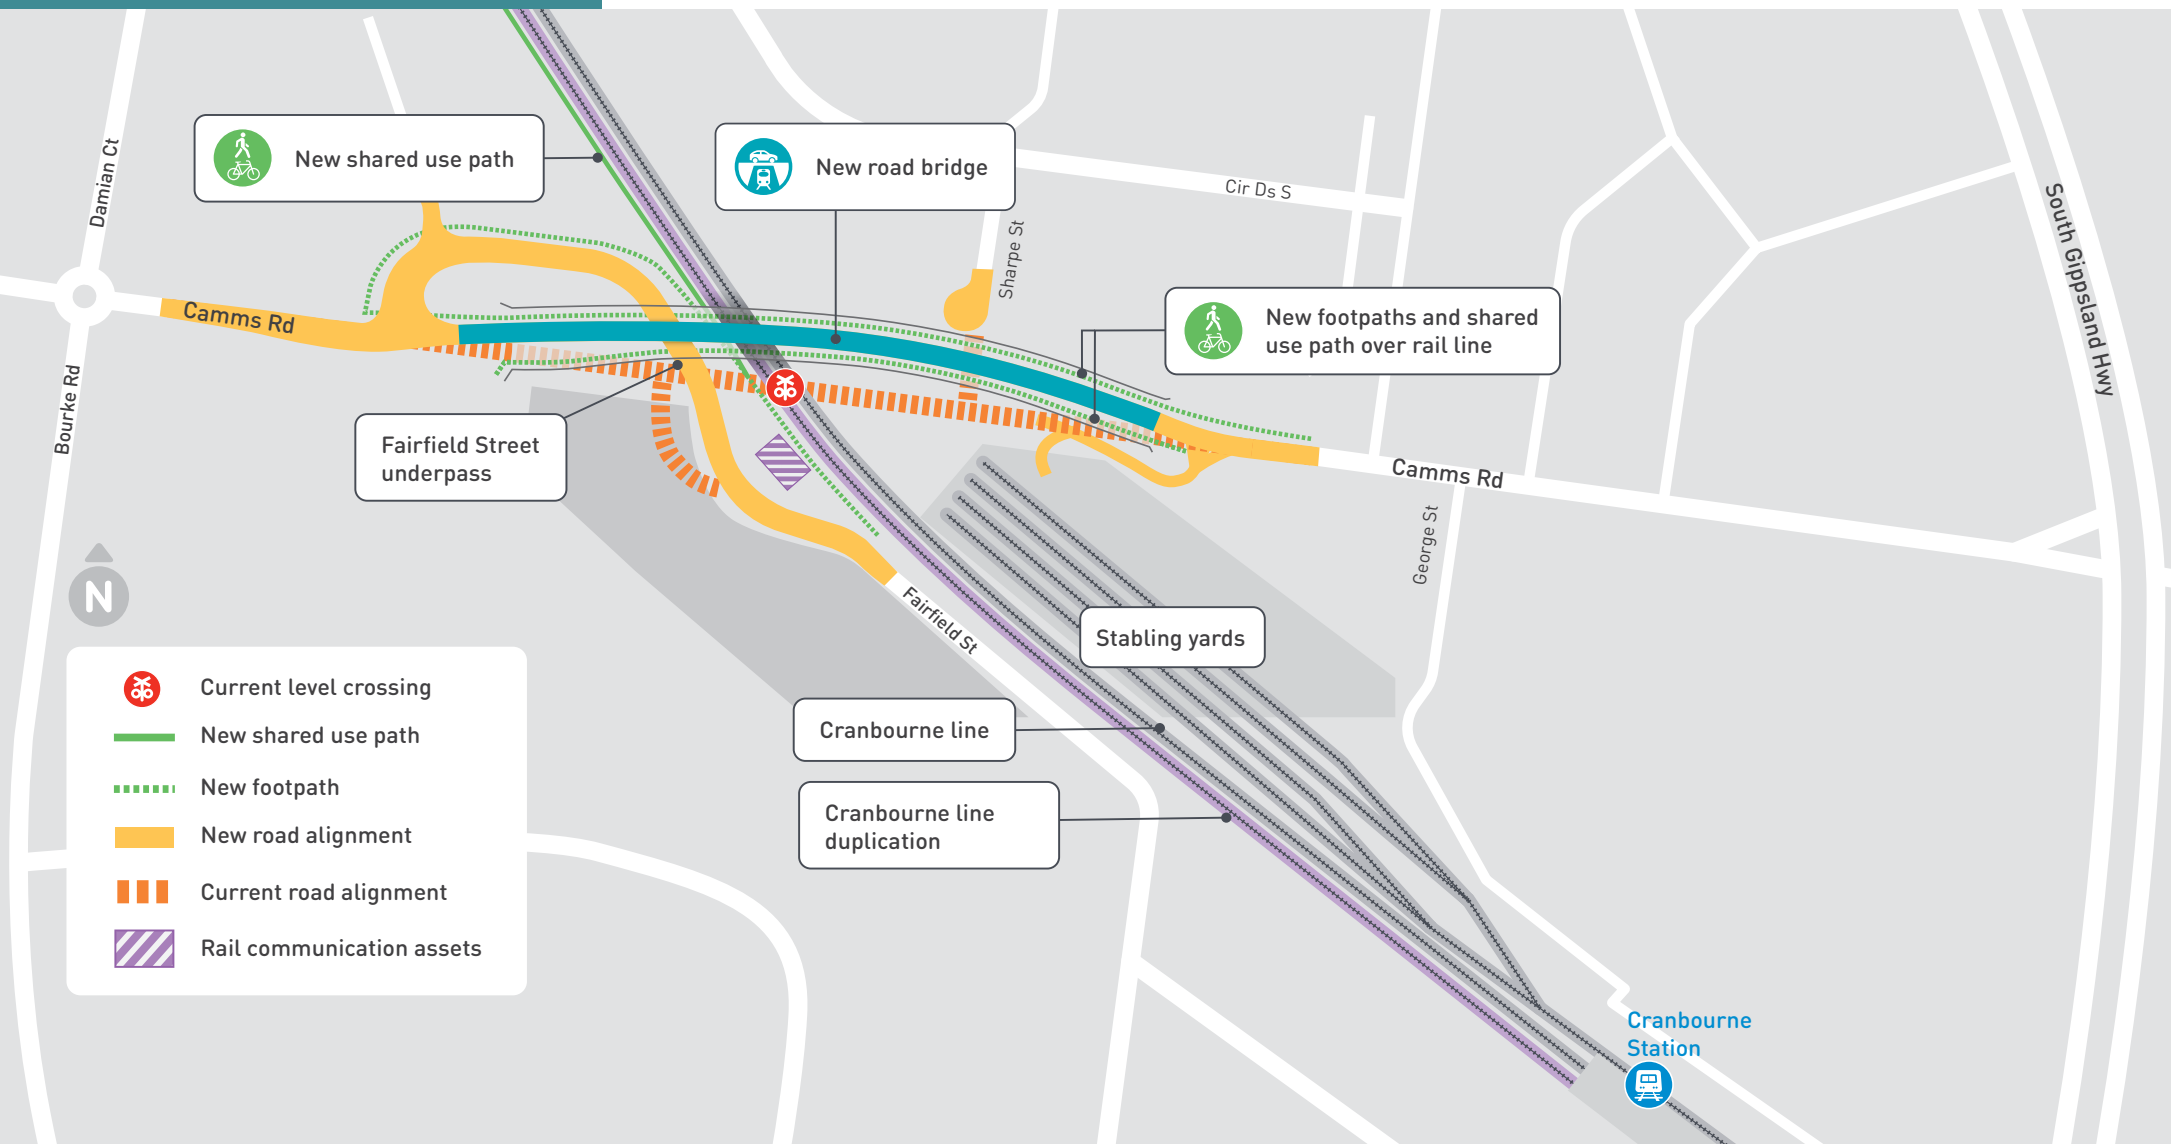 Damian Ct
New shared use path
New road bridge
Cir Ds S
Sharpe St
South Gippsland Hwy
Camms Rd
New footpaths and shared
use path over rail line
Bourke Rd
Fairfield Street
underpass
Camms Rd
George St
N
Fairfield St
Stabling yards
Cranbourne line
Cranbourne line
duplication
Current level crossing
New shared use path
New footpath
New road alignment
Current road alignment
Rail communication assets
Cranbourne
Station